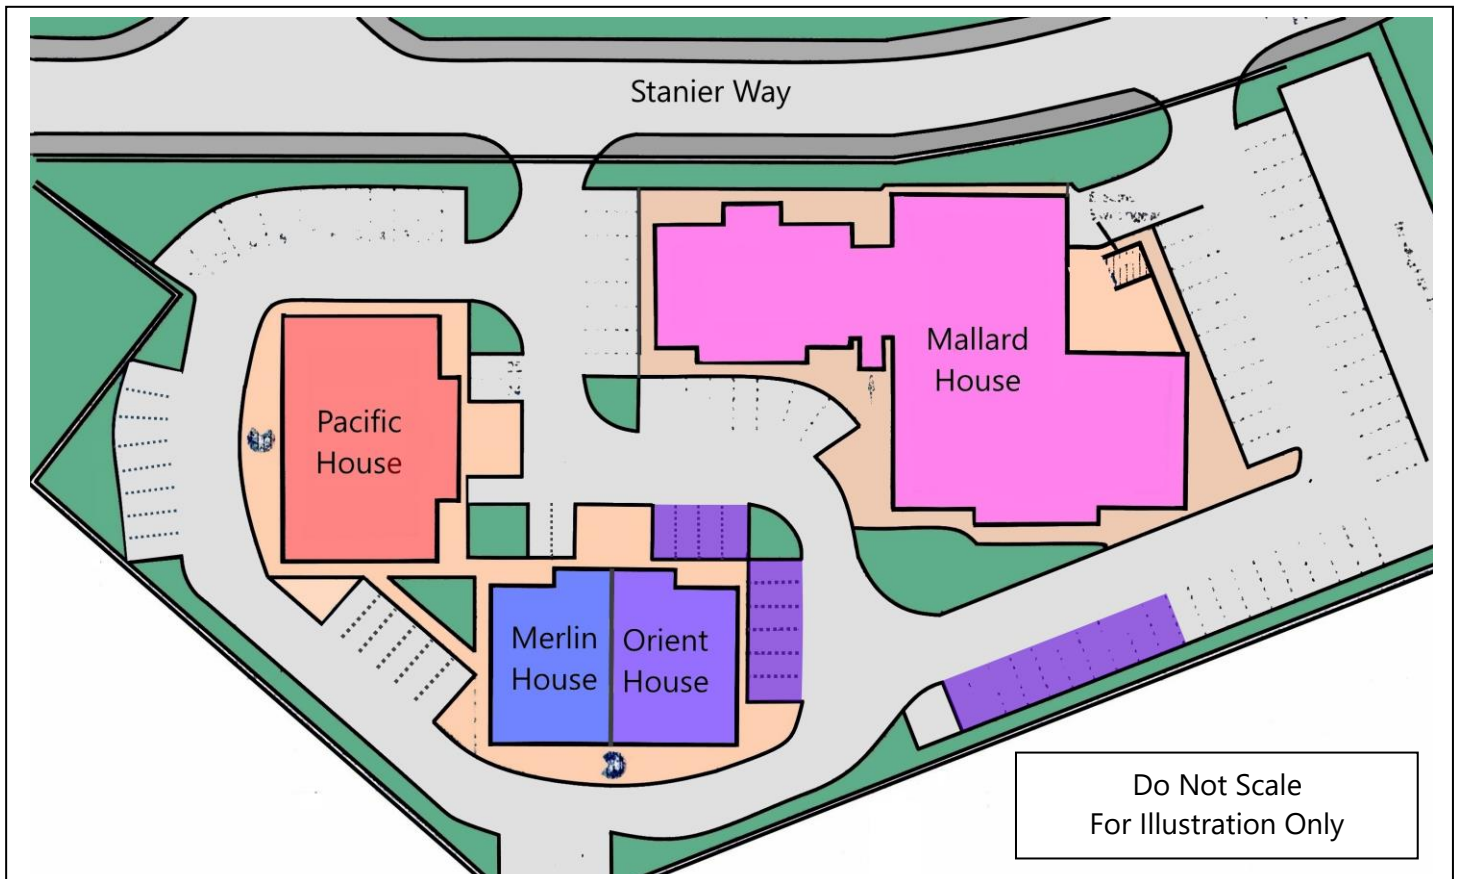 Stanier Way
Mallard
House
Pacific
House
Merlin
House
Orient
House
Do Not Scale
For Illustration Only